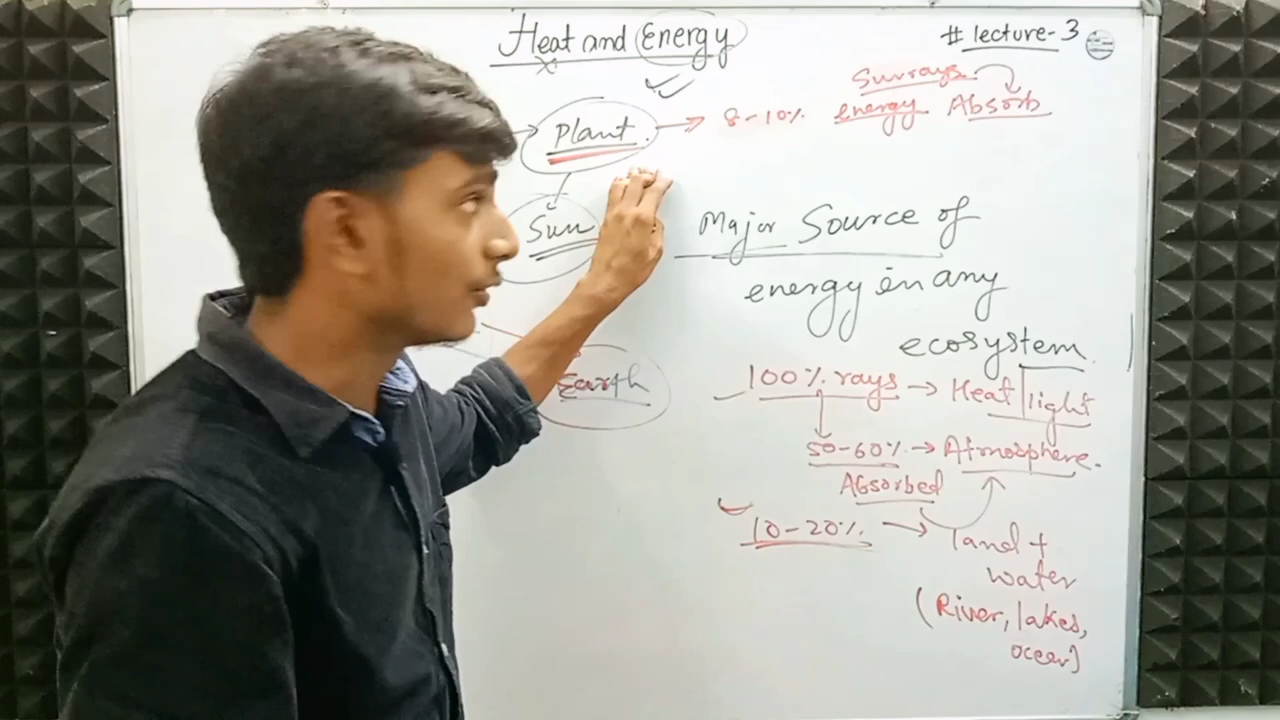 Heat and Energy
# lecture-3
Sunrays
Plant. → 8-10% energy Absorb
Sun
Major Source of
energy in any
ecosystem.
Earth
100% rays → Heat|light
50-60% → Atmosphere.
Absorbed
10-20% → land +
water
(River, lakes,
ocean)